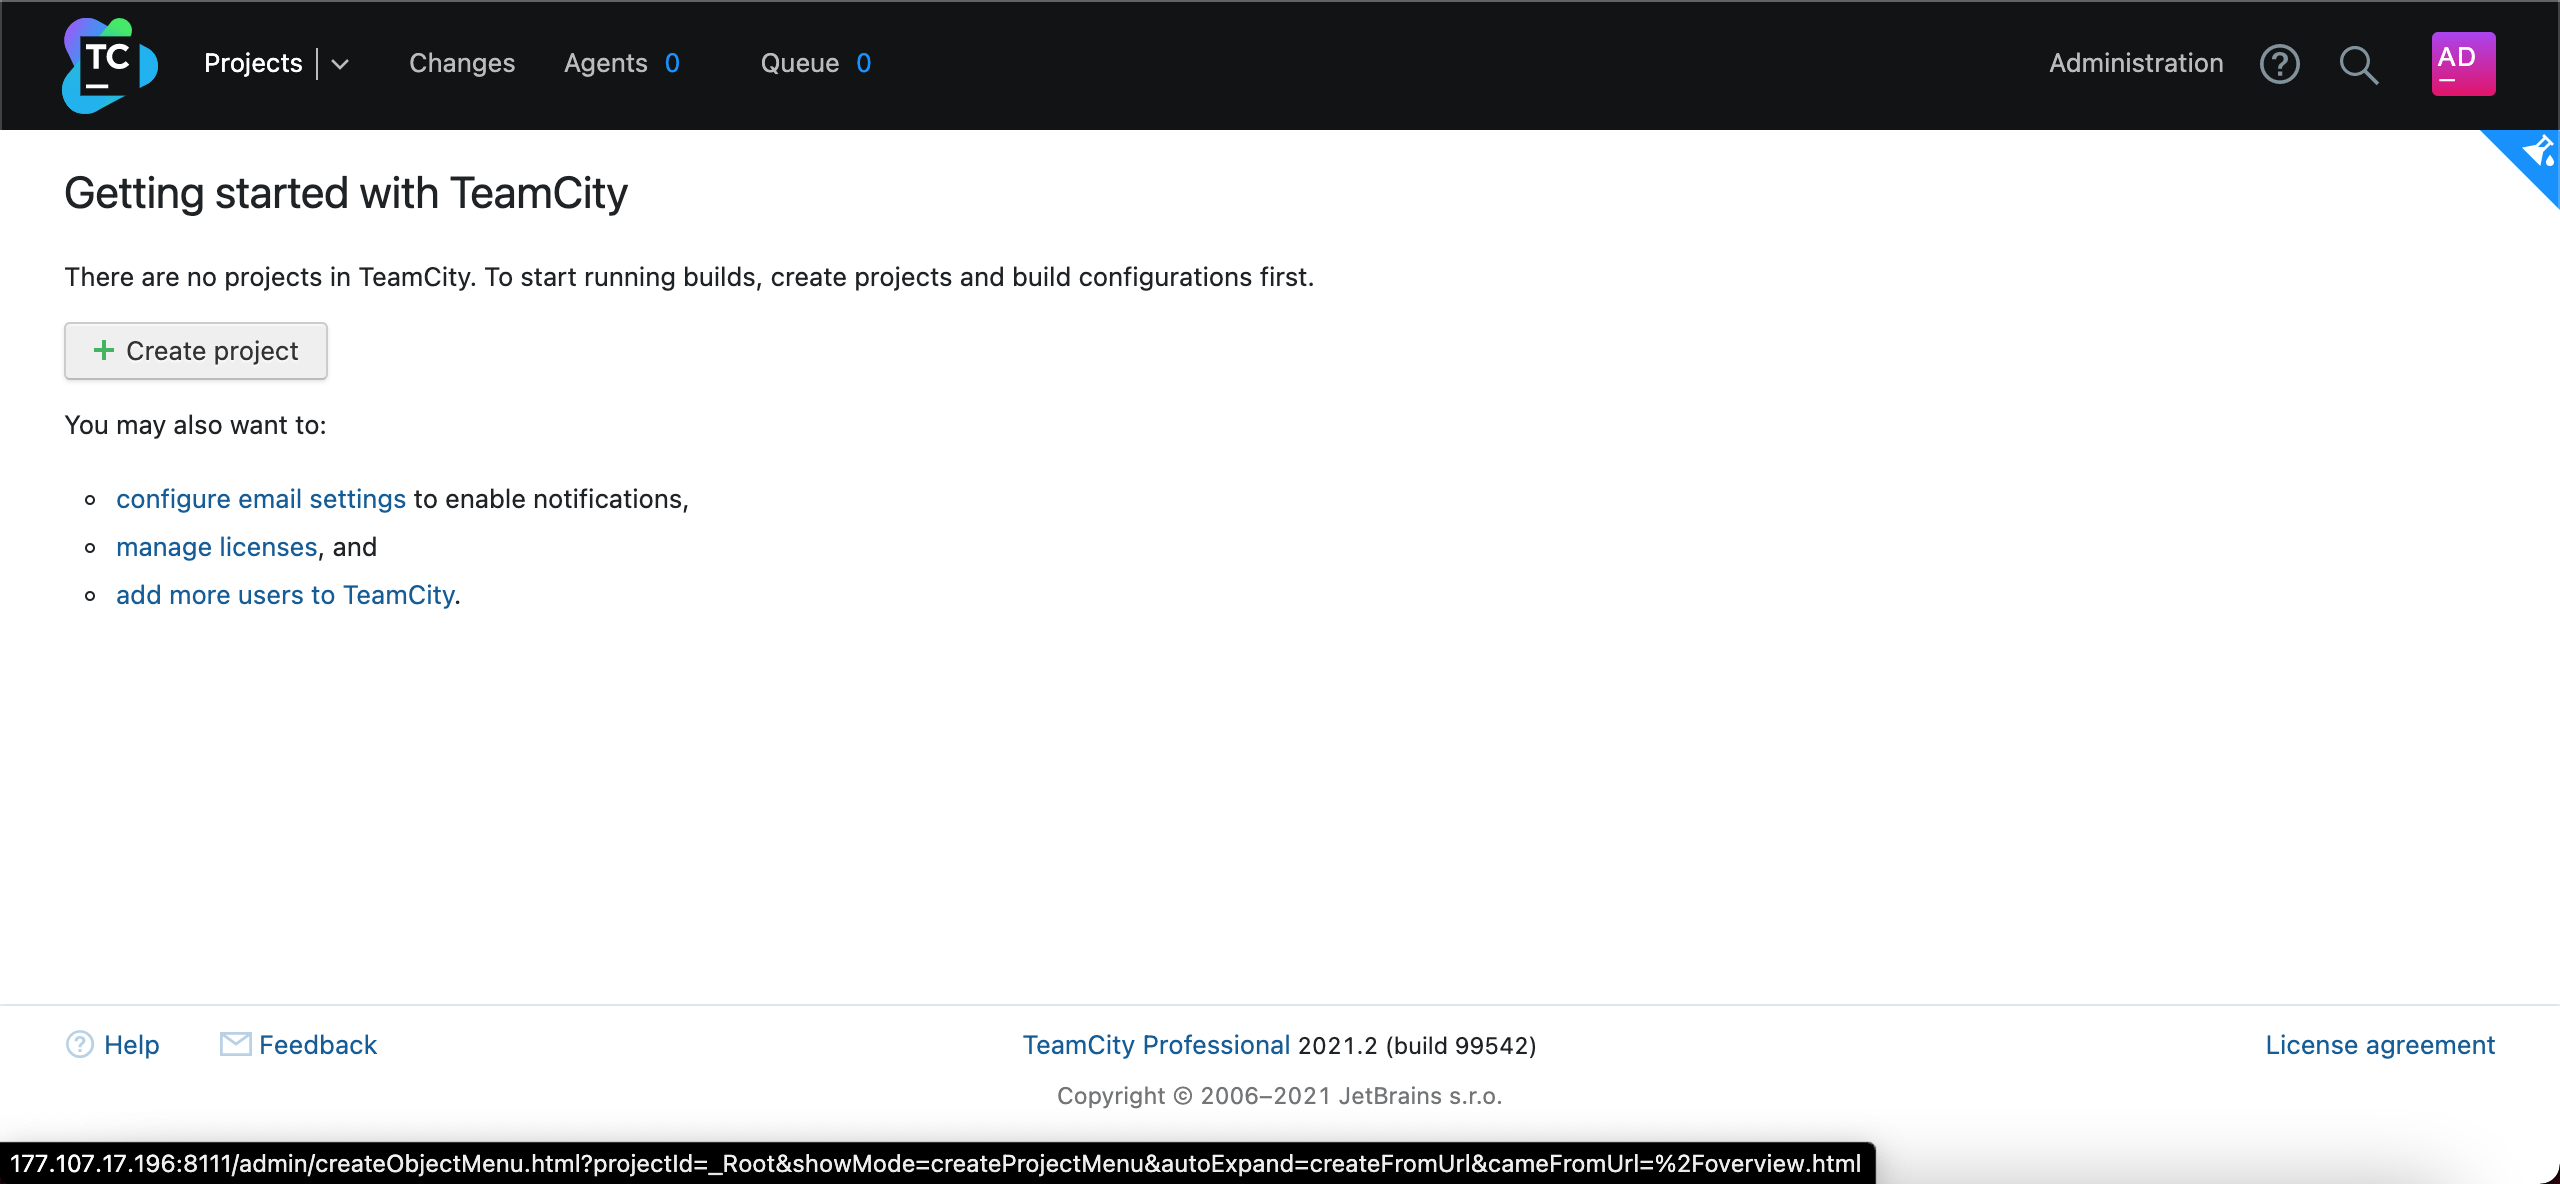 TC
Projects
Changes
Agents 0
Queue 0
Administration
AD
Getting started with TeamCity
There are no projects in TeamCity. To start running builds, create projects and build configurations first.
+ Create project
You may also want to:
configure email settings to enable notifications,
manage licenses, and
add more users to TeamCity.
Help
Feedback
TeamCity Professional 2021.2 (build 99542)
License agreement
Copyright © 2006–2021 JetBrains s.r.o.
177.107.17.196:8111/admin/createObjectMenu.html?projectId=_Root&showMode=createProjectMenu&autoExpand=createFromUrl&cameFromUrl=%2Foverview.html